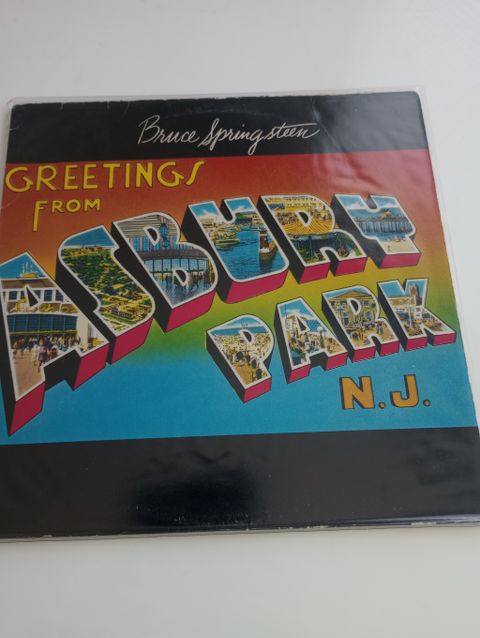 Bruce Springsteen
GREETINGS
FROM
ASBURY
PARK
N.J.